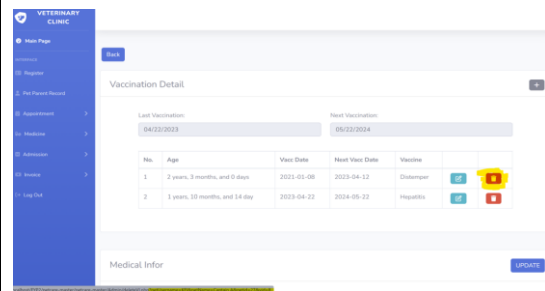 VETERINARY
CLINIC
Main Page
Register
Back
Pet Parent Record
Vaccination Detail
+
Appointment
Last Vaccination:
Next Vaccination:
04/22/2023
05/22/2024
Medicine
Admission
No. Age Vacc Date Next Vacc Date Vaccine
Invoice
1 2 years, 3 months, and 0 days 2021-01-08 2023-04-12 Distemper
Log Out
2 1 years, 10 months, and 14 day 2023-04-22 2024-05-22 Hepatitis
Medical Infor
UPDATE